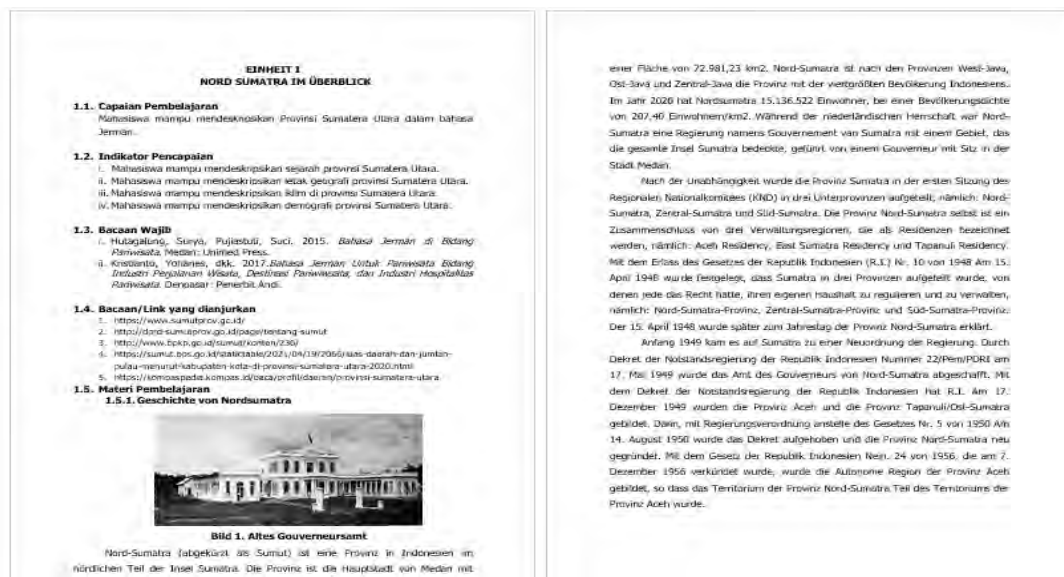 EINHEIT I
NORD SUMATRA IM ÜBERBLICK
1.1. Capaian Pembelajaran
Mahasiswa mampu mendeskripsikan Provinsi Sumatera Utara dalam bahasa
Jerman.
1.2. Indikator Pencapaian
i. Mahasiswa mampu mendeskripsikan sejarah provinsi Sumatera Utara.
ii. Mahasiswa mampu mendeskripsikan letak geografi provinsi Sumatera Utara.
iii. Mahasiswa mampu mendeskripsikan iklim di provinsi Sumatera Utara.
iv. Mahasiswa mampu mendeskripsikan demografi provinsi Sumatera Utara.
1.3. Bacaan Wajib
i. Hutagalung, Surya, Pujiastuti, Suci. 2015. Bahasa Jerman di Bidang
Pariwisata. Medan: Unimed Press.
ii. Kristianto, Yohanes, dkk. 2017. Bahasa Jerman Untuk Pariwisata Bidang
Industri Perjalanan Wisata, Destinasi Pariwisata, dan Industri Hospitalitas
Pariwisata. Denpasar: Penerbit Andi.
1.4. Bacaan/Link yang dianjurkan
1. https://www.sumutprov.go.id/
2. http://dprd-sumutprov.go.id/page/tentang-sumut
3. http://www.bpkp.go.id/sumut/konten/236/
4. https://sumut.bps.go.id/statictable/2021/04/19/2066/luas-daerah-dan-jumlah-
pulau-menurut-kabupaten-kota-di-provinsi-sumatera-utara-2020.html
5. https://kompaspedia.kompas.id/baca/profil/daerah/provinsi-sumatera-utara
1.5. Materi Pembelajaran
1.5.1. Geschichte von Nordsumatra
Bild 1. Altes Gouverneursamt
Nord-Sumatra (abgekürzt als Sumut) ist eine Provinz in Indonesien im
nördlichen Teil der Insel Sumatra. Die Provinz ist die Hauptstadt von Medan mit
einer Fläche von 72.981,23 km2. Nord-Sumatra ist nach den Provinzen West-Java,
Ost-Java und Zentral-Java die Provinz mit der viertgrößten Bevölkerung Indonesiens.
Im Jahr 2020 hat Nordsumatra 15.136.522 Einwohner, bei einer Bevölkerungsdichte
von 207,40 Einwohnern/km2. Während der niederländischen Herrschaft war Nord-
Sumatra eine Regierung namens Gouvernement van Sumatra mit einem Gebiet, das
die gesamte Insel Sumatra bedeckte, geführt von einem Gouverneur mit Sitz in der
Stadt Medan.
Nach der Unabhängigkeit wurde die Provinz Sumatra in der ersten Sitzung des
Regionalen Nationalkomitees (KND) in drei Unterprovinzen aufgeteilt, nämlich: Nord-
Sumatra, Zentral-Sumatra und Süd-Sumatra. Die Provinz Nord-Sumatra selbst ist ein
Zusammenschluss von drei Verwaltungsregionen, die als Residenzen bezeichnet
werden, nämlich: Aceh Residency, East Sumatra Residency und Tapanuli Residency.
Mit dem Erlass des Gesetzes der Republik Indonesien (R.I.) Nr. 10 von 1948 Am 15.
April 1948 wurde festgelegt, dass Sumatra in drei Provinzen aufgeteilt wurde, von
denen jede das Recht hatte, ihren eigenen Haushalt zu regulieren und zu verwalten,
nämlich: Nord-Sumatra-Provinz, Zentral-Sumatra-Provinz und Süd-Sumatra-Provinz.
Der 15. April 1948 wurde später zum Jahrestag der Provinz Nord-Sumatra erklärt.
Anfang 1949 kam es auf Sumatra zu einer Neuordnung der Regierung. Durch
Dekret der Notstandsregierung der Republik Indonesien Nummer 22/Pem/PDRI am
17. Mai 1949 wurde das Amt des Gouverneurs von Nord-Sumatra abgeschafft. Mit
dem Dekret der Notstandsregierung der Republik Indonesien hat R.I. Am 17.
Dezember 1949 wurden die Provinz Aceh und die Provinz Tapanuli/Ost-Sumatra
gebildet. Dann, mit Regierungsverordnung anstelle des Gesetzes Nr. 5 von 1950 Am
14. August 1950 wurde das Dekret aufgehoben und die Provinz Nord-Sumatra neu
gegründet. Mit dem Gesetz der Republik Indonesien Nein. 24 von 1956, die am 7.
Dezember 1956 verkündet wurde, wurde die Autonome Region der Provinz Aceh
gebildet, so dass das Territorium der Provinz Nord-Sumatra Teil des Territoriums der
Provinz Aceh wurde.